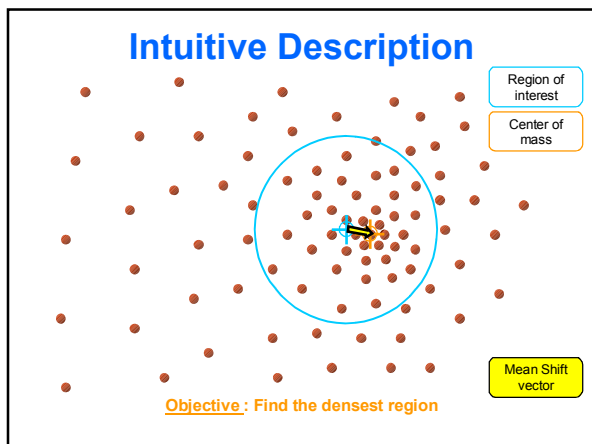 Intuitive Description
Region of
interest
Center of
mass
Mean Shift
vector
Objective : Find the densest region